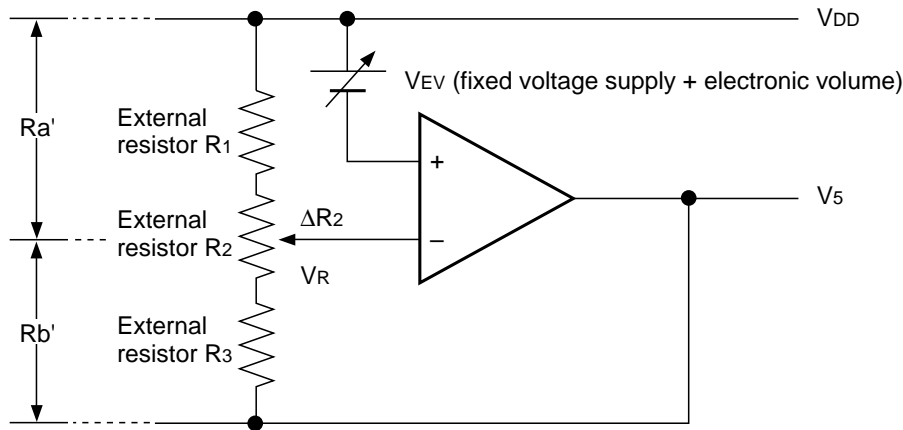 VDD
VEV (fixed voltage supply + electronic volume)
External
resistor R1
Ra'
+
External
resistor R2
ΔR2
V5
−
VR
External
resistor R3
Rb'